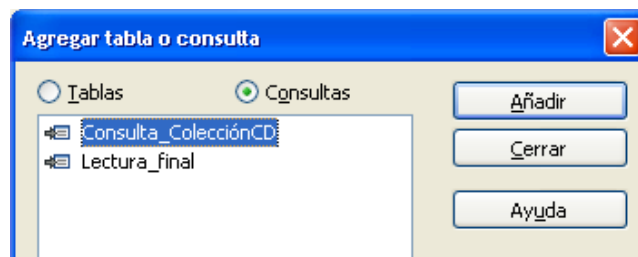 Agregar tabla o consulta
Tablas Consultas
Añadir
Consulta_ColecciónCD
Lectura_final
Cerrar
Ayuda